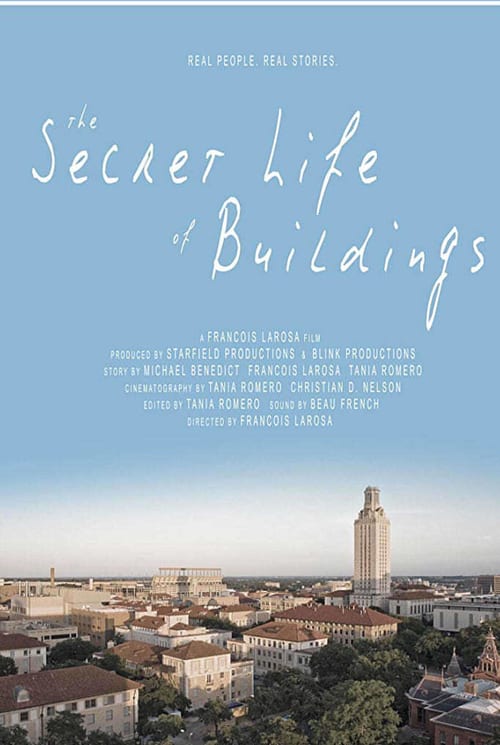 REAL PEOPLE. REAL STORIES.
the
Secret Life
of Buildings
A FRANCOIS LAROSA FILM
PRODUCED BY STARFIELD PRODUCTIONS & BLINK PRODUCTIONS
STORY BY MICHAEL BENEDICT FRANCOIS LAROSA TANIA ROMERO
CINEMATOGRAPHY BY TANIA ROMERO CHRISTIAN D. NELSON
EDITED BY TANIA ROMERO SOUND BY BEAU FRENCH
DIRECTED BY FRANCOIS LAROSA